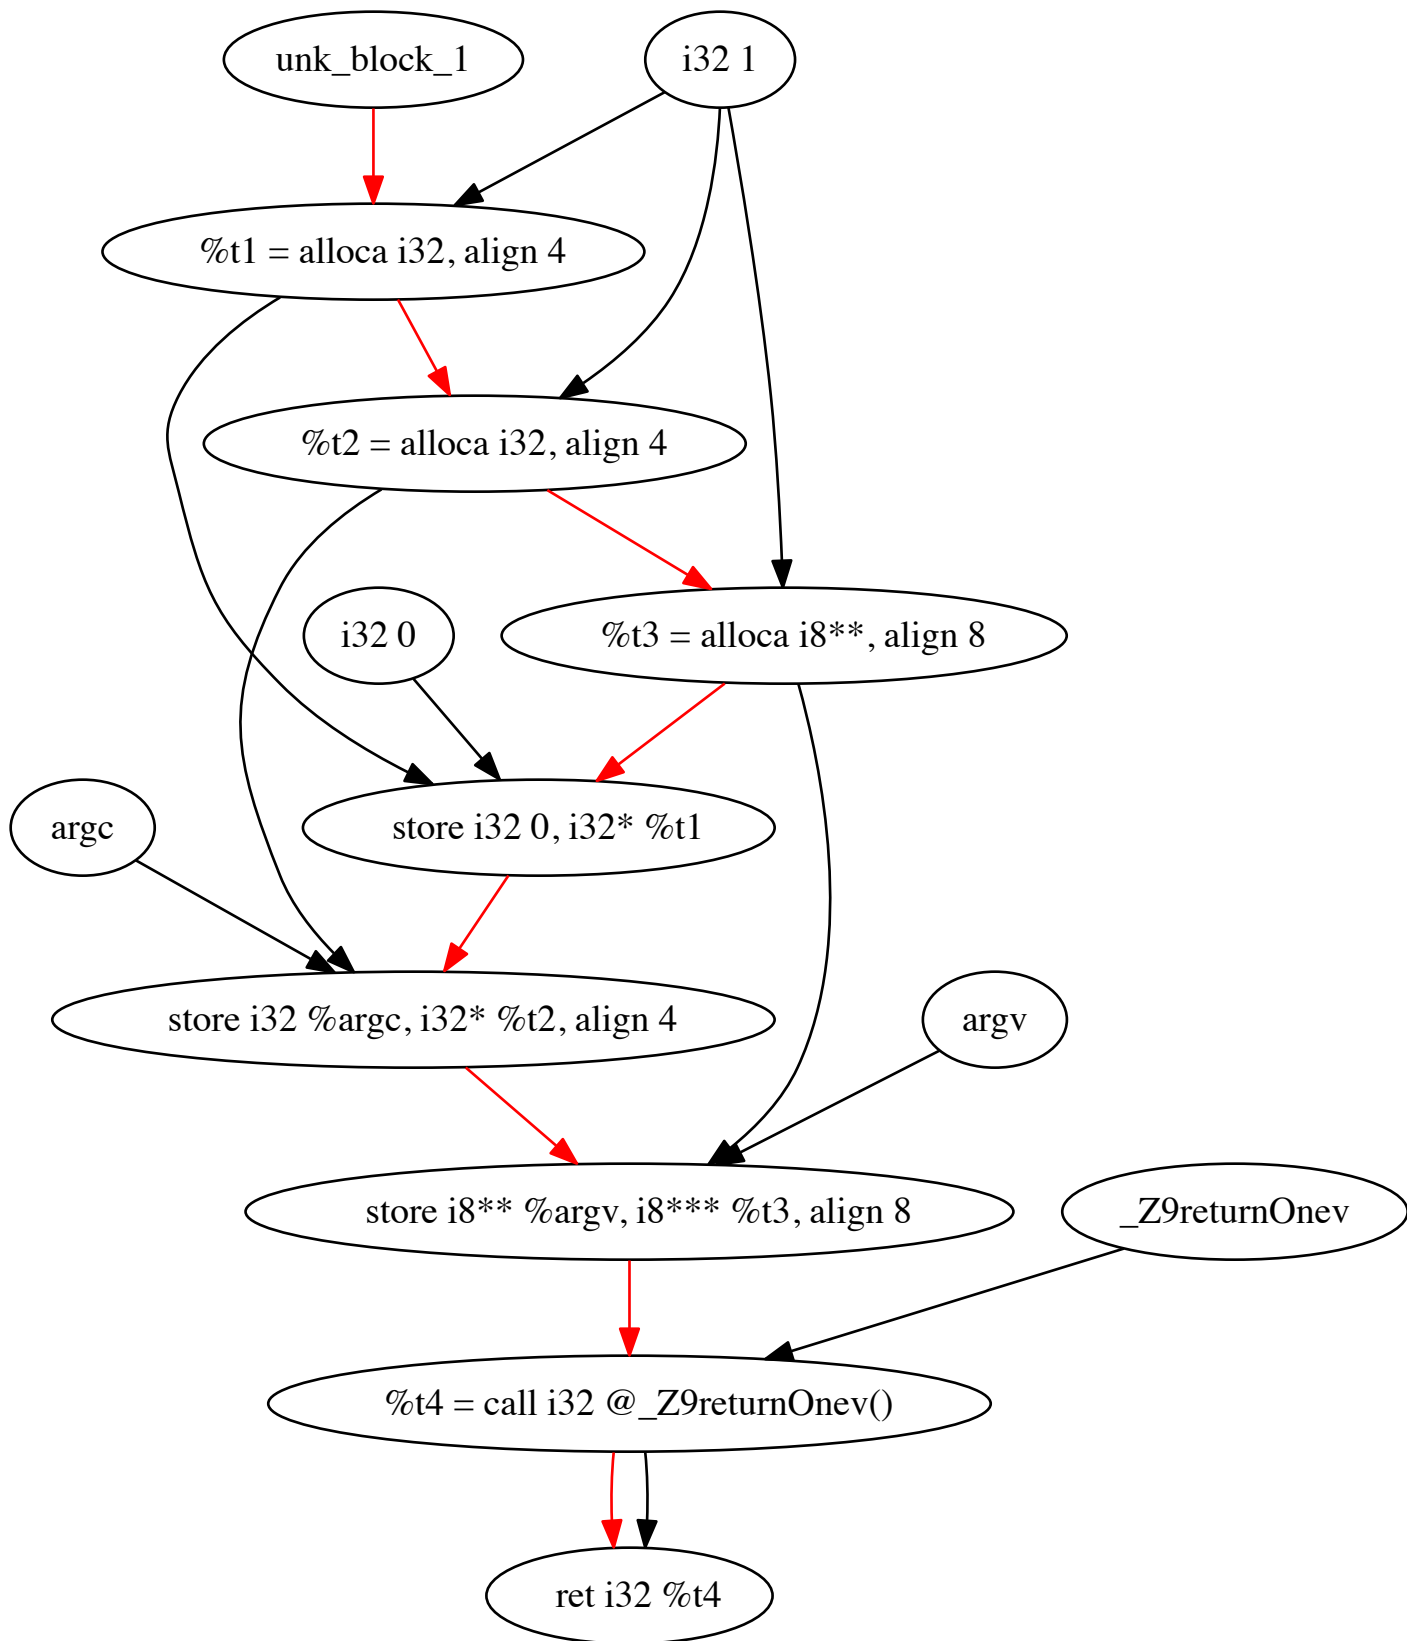 unk_block_1
i32 1
%t1 = alloca i32, align 4
%t2 = alloca i32, align 4
i32 0
%t3 = alloca i8**, align 8
argc
store i32 0, i32* %t1
store i32 %argc, i32* %t2, align 4
argv
store i8** %argv, i8*** %t3, align 8
_Z9returnOnev
%t4 = call i32 @_Z9returnOnev()
ret i32 %t4